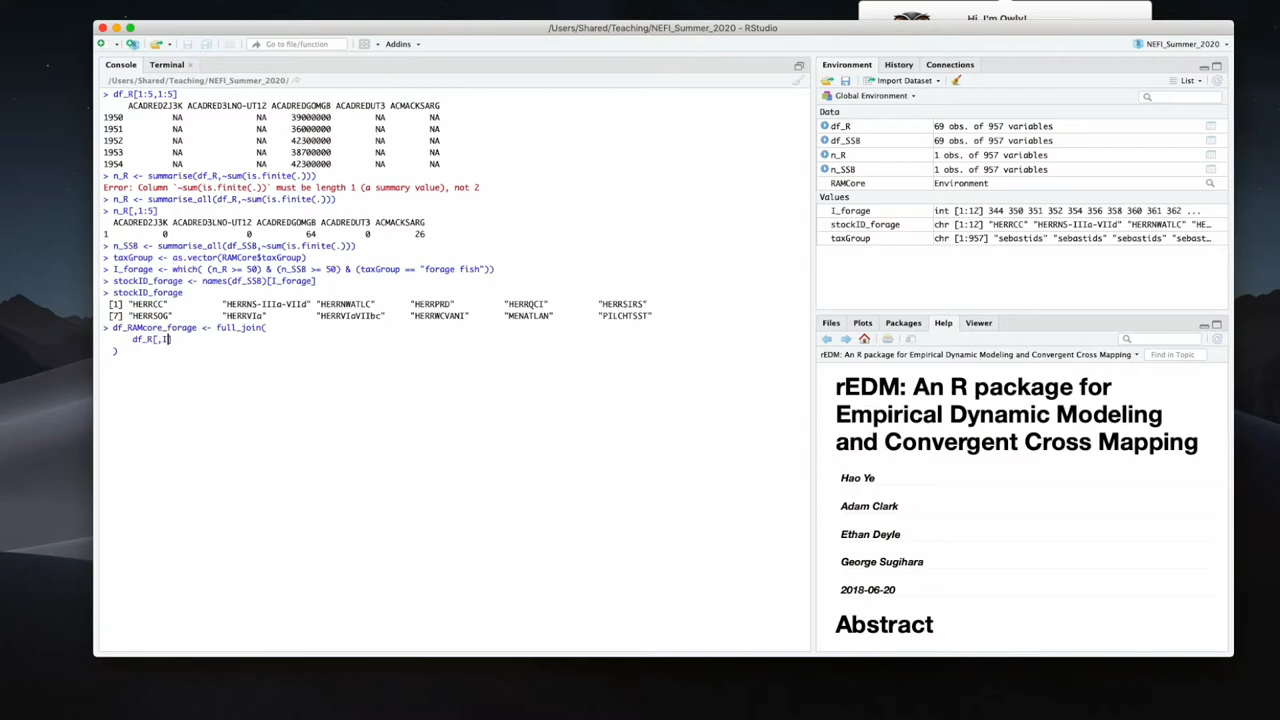 Hi, I'm Owly!
/Users/Shared/Teaching/NEFI_Summer_2020 - RStudio
Go to file/function
Addins
NEFI_Summer_2020
Console
Terminal
/Users/Shared/Teaching/NEFI_Summer_2020/
> df_R[1:5,1:5]
ACADRED2J3K ACADRED3LNO-UT12 ACADREDGOMGB ACADREDUT3 ACMACKSARG
1950 NA NA 39000000 NA NA
1951 NA NA 36000000 NA NA
1952 NA NA 42300000 NA NA
1953 NA NA 38700000 NA NA
1954 NA NA 42300000 NA NA
> n_R <- summarise(df_R,~sum(is.finite(.)))
Error: Column `~sum(is.finite(.))` must be length 1 (a summary value), not 2
> n_R <- summarise_all(df_R,~sum(is.finite(.)))
> n_R[,1:5]
ACADRED2J3K ACADRED3LNO-UT12 ACADREDGOMGB ACADREDUT3 ACMACKSARG
1 0 0 64 0 26
> n_SSB <- summarise_all(df_SSB,~sum(is.finite(.)))
> taxGroup <- as.vector(RAMCore$taxGroup)
> I_forage <- which( (n_R >= 50) & (n_SSB >= 50) & (taxGroup == "forage fish"))
> stockID_forage <- names(df_SSB)[I_forage]
> stockID_forage
[1] "HERRCC" "HERRNS-IIIa-VIId" "HERRNWATLC" "HERRPRD" "HERRQCI" "HERRSIRS"
[7] "HERRSOG" "HERRVIa" "HERRVIaVIIbc" "HERRWCVANI" "MENATLAN" "PILCHTSST"
> df_RAMcore_forage <- full_join(
df_R[,I]
)
Environment
History
Connections
Import Dataset
List
Global Environment
Data
df_R 69 obs. of 957 variables
df_SSB 69 obs. of 957 variables
n_R 1 obs. of 957 variables
n_SSB 1 obs. of 957 variables
RAMCore Environment
Values
I_forage int [1:12] 344 350 351 352 354 356 358 360 361 362 ...
stockID_forage chr [1:12] "HERRCC" "HERRNS-IIIa-VIId" "HERRNWATLC" "HE…
taxGroup chr [1:957] "sebastids" "sebastids" "sebastids" "sebast…
Files
Plots
Packages
Help
Viewer
rEDM: An R package for Empirical Dynamic Modeling and Convergent Cross Mapping
Find in Topic
rEDM: An R package for
Empirical Dynamic Modeling
and Convergent Cross Mapping
Hao Ye
Adam Clark
Ethan Deyle
George Sugihara
2018-06-20
Abstract